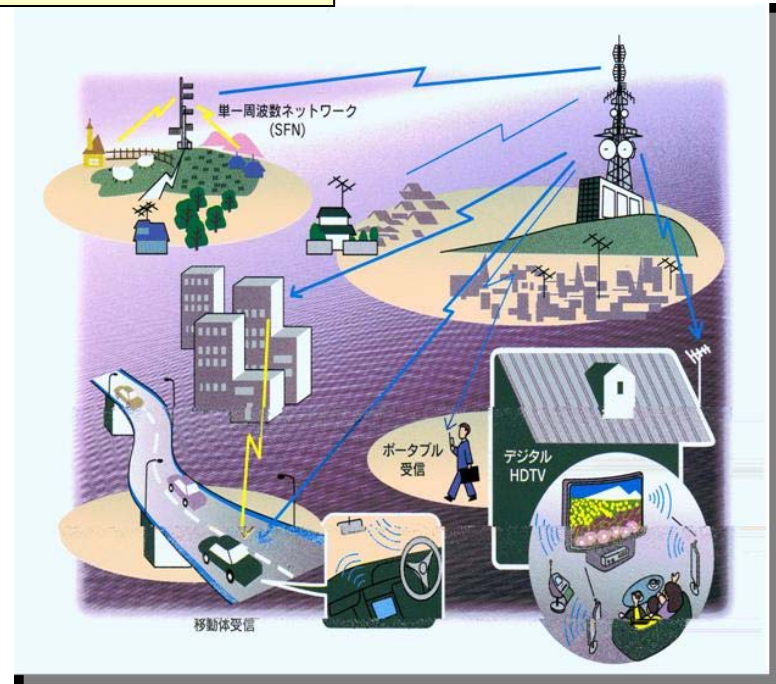 単一周波数ネットワーク
(SFN)
ポータブル
受信
デジタル
HDTV
移動体受信